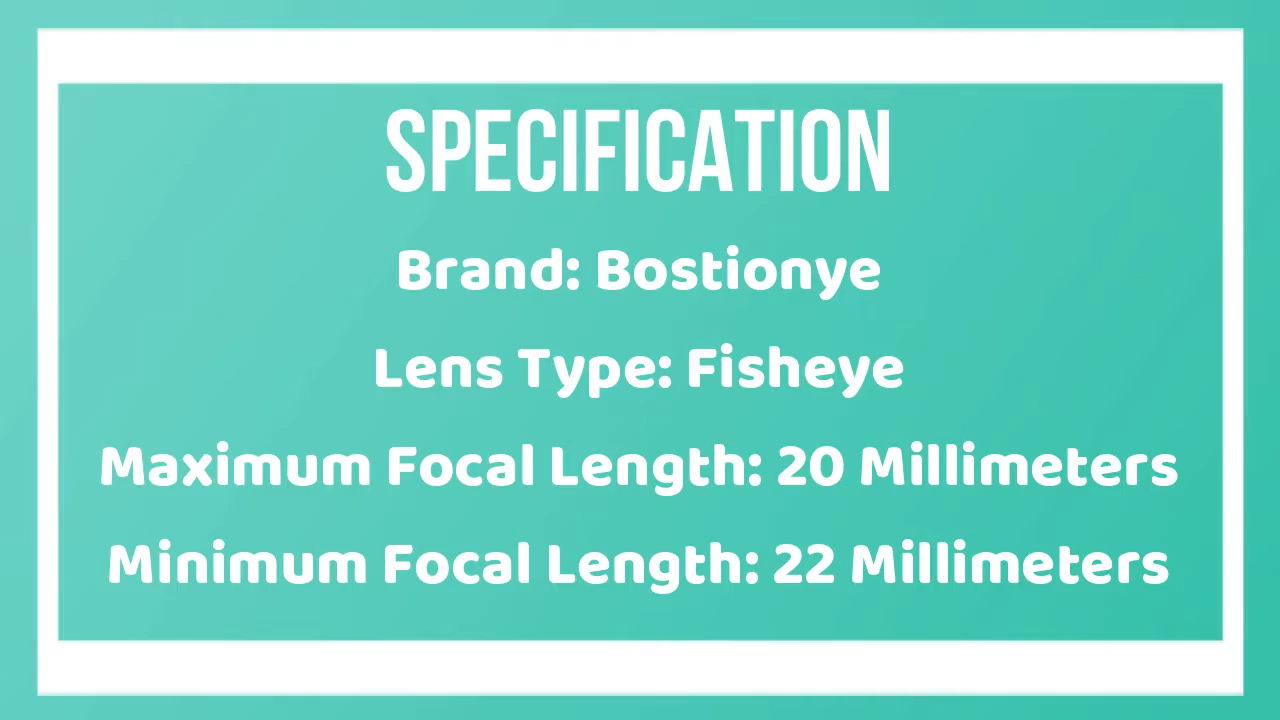 SPECIFICATION
Brand: Bostionye
Lens Type: Fisheye
Maximum Focal Length: 20 Millimeters
Minimum Focal Length: 22 Millimeters